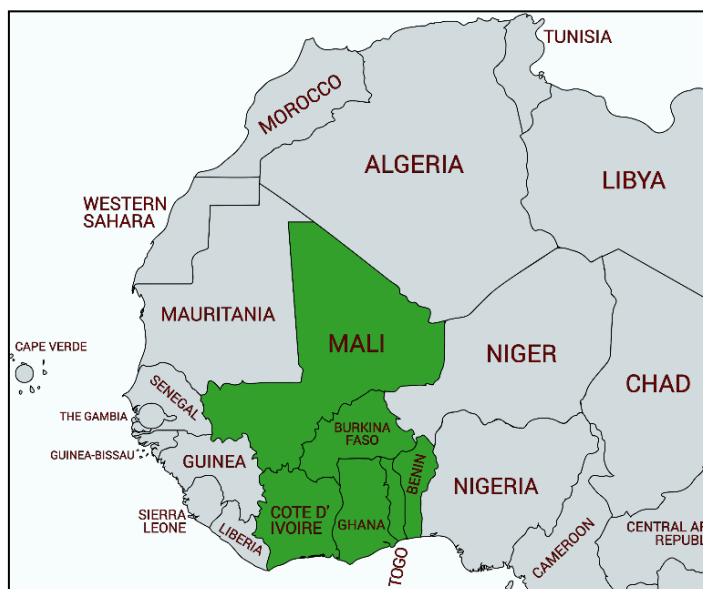 TUNISIA
MOROCCO
ALGERIA
LIBYA
WESTERN
SAHARA
MAURITANIA
MALI
NIGER
CHAD
CAPE VERDE
SENEGAL
THE GAMBIA
BURKINA
FASO
GUINEA-BISSAU
GUINEA
BENIN
NIGERIA
SIERRA
LEONE
LIBERIA
COTE D'
IVOIRE
GHANA
TOGO
CAMEROON
CENTRAL AF
REPUBL